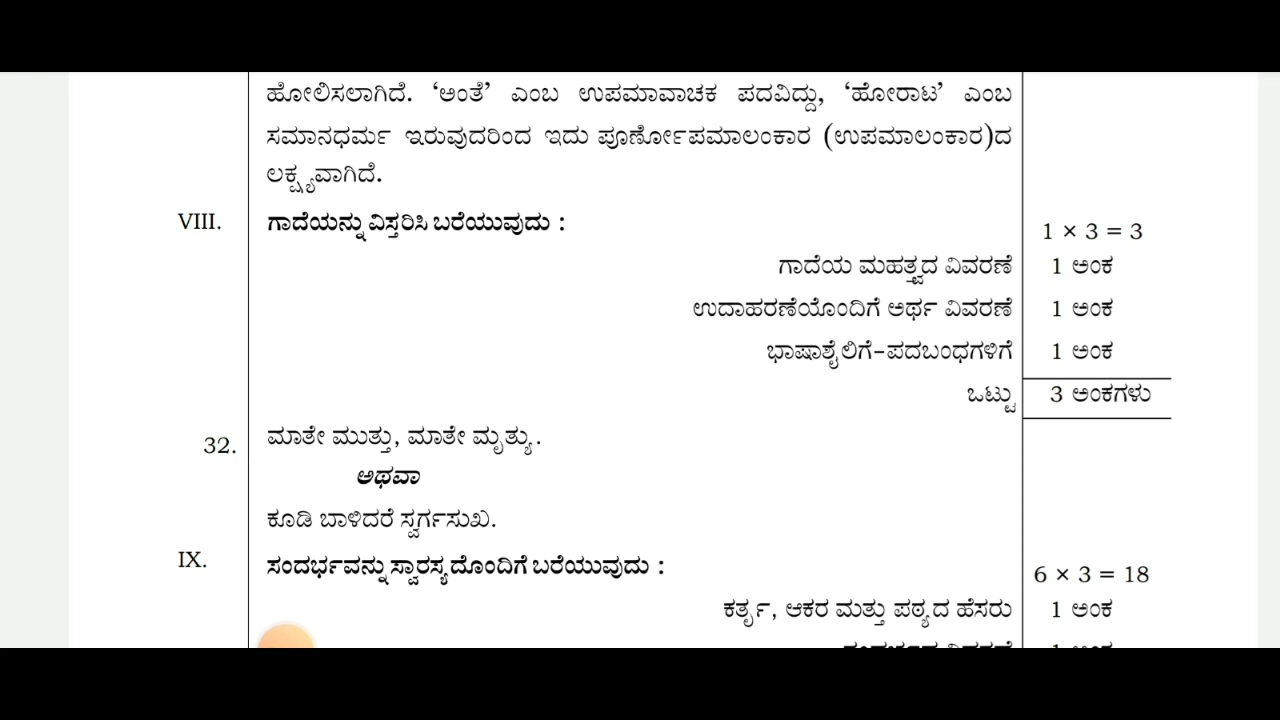 ಹೋಲಿಸಲಾಗಿದೆ. ‘ಅಂತೆ’ ಎಂಬ ಉಪಮಾವಾಚಕ ಪದವಿದ್ದು, ‘ಹೋರಾಟ’ ಎಂಬ
ಸಮಾನಧರ್ಮ ಇರುವುದರಿಂದ ಇದು ಪೂರ್ಣೋಪಮಾಲಂಕಾರ (ಉಪಮಾಲಂಕಾರ)ದ
ಲಕ್ಷ್ಯವಾಗಿದೆ.
VIII. ಗಾದೆಯನ್ನು ವಿಸ್ತರಿಸಿ ಬರೆಯುವುದು : 1 × 3 = 3
ಗಾದೆಯ ಮಹತ್ತ್ವದ ವಿವರಣೆ 1 ಅಂಕ
ಉದಾಹರಣೆಯೊಂದಿಗೆ ಅರ್ಥ ವಿವರಣೆ 1 ಅಂಕ
ಭಾಷಾಶೈಲಿಗೆ–ಪದಬಂಧಗಳಿಗೆ 1 ಅಂಕ
ಒಟ್ಟು 3 ಅಂಕಗಳು
32. ಮಾತೇ ಮುತ್ತು, ಮಾತೇ ಮೃತ್ಯು.
ಅಥವಾ
ಕೂಡಿ ಬಾಳಿದರೆ ಸ್ವರ್ಗಸುಖ.
IX. ಸಂದರ್ಭವನ್ನು ಸ್ವಾರಸ್ಯದೊಂದಿಗೆ ಬರೆಯುವುದು : 6 × 3 = 18
ಕರ್ತೃ, ಆಕರ ಮತ್ತು ಪಠ್ಯದ ಹೆಸರು 1 ಅಂಕ